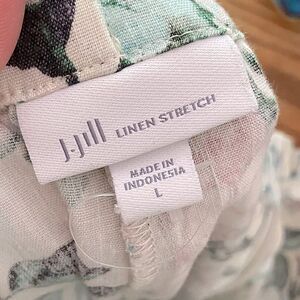 J.Jill LINEN STRETCH
MADE IN
INDONESIA
L